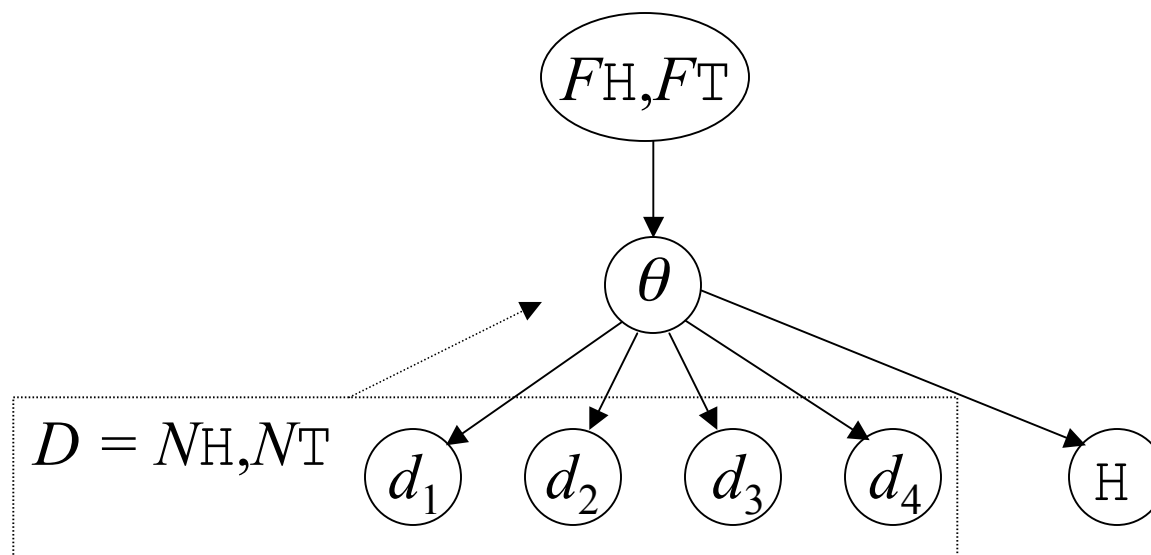 FH,FT
θ
D = NH,NT
d₁
d₂
d₃
d₄
H